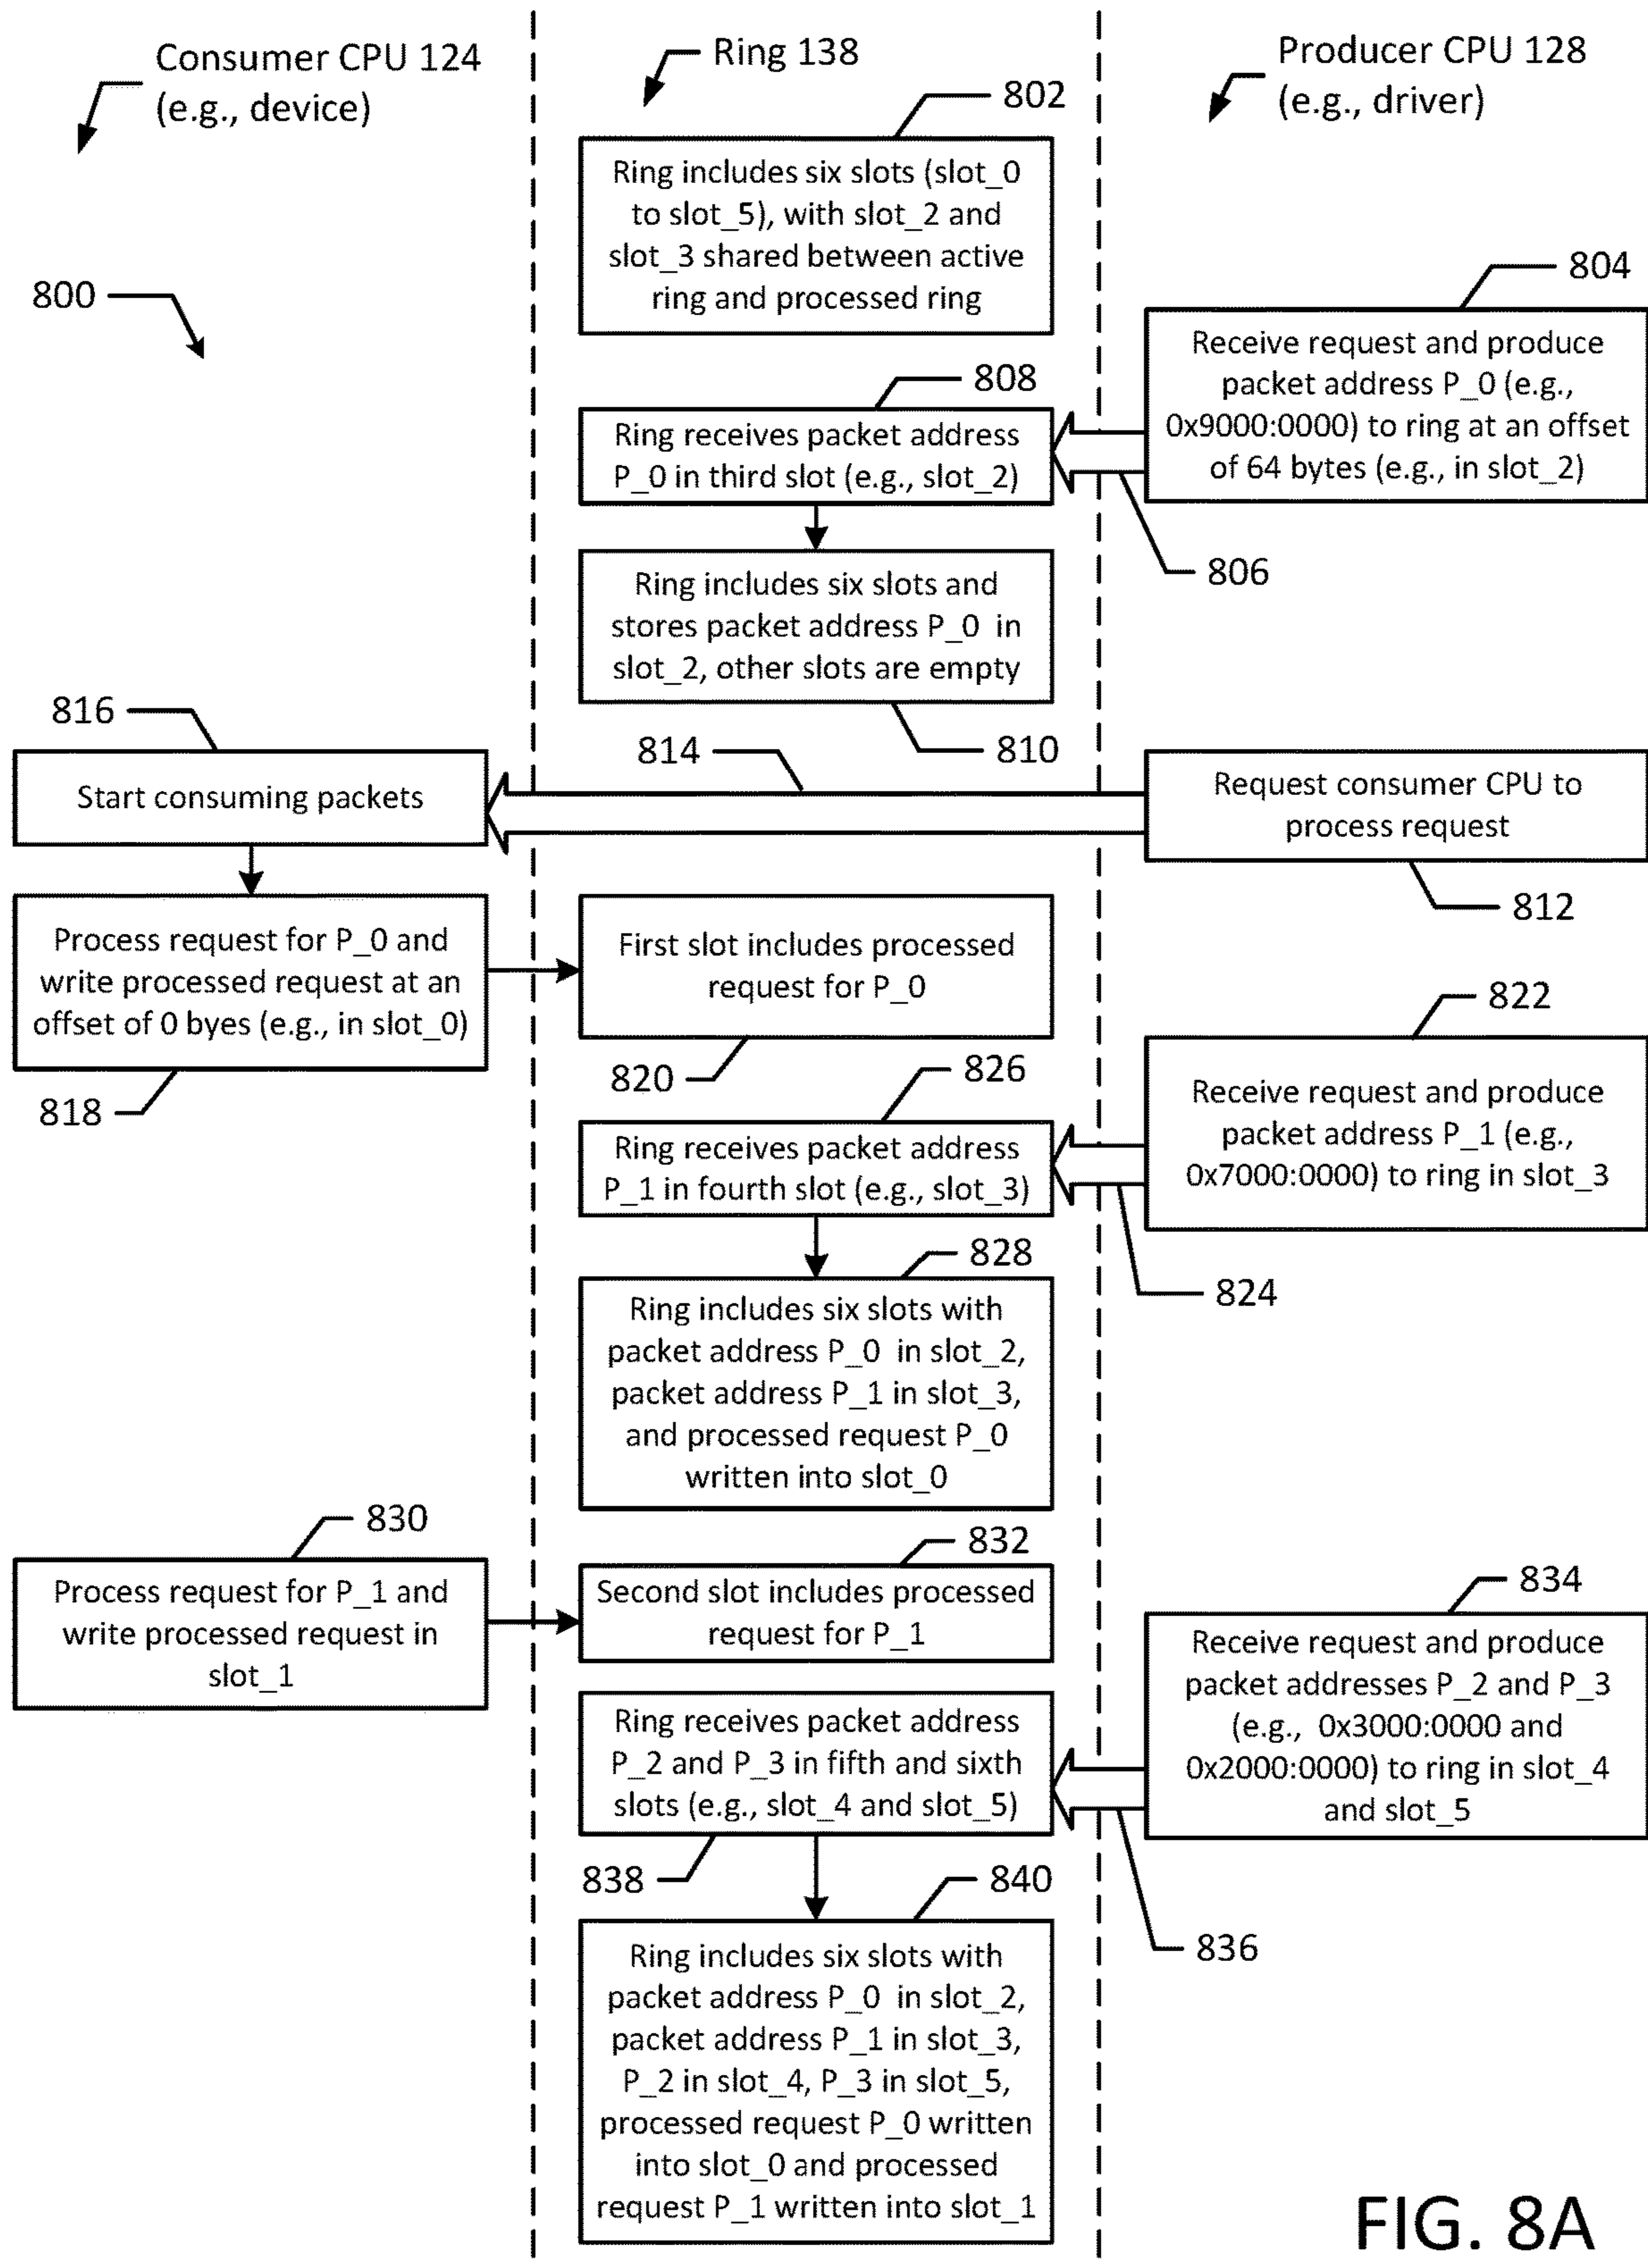 Consumer CPU 124
(e.g., device)
Ring 138
Producer CPU 128
(e.g., driver)
800
802
Ring includes six slots (slot_0
to slot_5), with slot_2 and
slot_3 shared between active
ring and processed ring
804
Receive request and produce
packet address P_0 (e.g.,
0x9000:0000) to ring at an offset
of 64 bytes (e.g., in slot_2)
806
808
Ring receives packet address
P_0 in third slot (e.g., slot_2)
Ring includes six slots and
stores packet address P_0 in
slot_2, other slots are empty
810
816
Start consuming packets
814
Request consumer CPU to
process request
812
Process request for P_0 and
write processed request at an
offset of 0 byes (e.g., in slot_0)
818
First slot includes processed
request for P_0
820
822
Receive request and produce
packet address P_1 (e.g.,
0x7000:0000) to ring in slot_3
824
826
Ring receives packet address
P_1 in fourth slot (e.g., slot_3)
828
Ring includes six slots with
packet address P_0 in slot_2,
packet address P_1 in slot_3,
and processed request P_0
written into slot_0
830
Process request for P_1 and
write processed request in
slot_1
832
Second slot includes processed
request for P_1
834
Receive request and produce
packet addresses P_2 and P_3
(e.g., 0x3000:0000 and
0x2000:0000) to ring in slot_4
and slot_5
836
Ring receives packet address
P_2 and P_3 in fifth and sixth
slots (e.g., slot_4 and slot_5)
838
840
Ring includes six slots with
packet address P_0 in slot_2,
packet address P_1 in slot_3,
P_2 in slot_4, P_3 in slot_5,
processed request P_0 written
into slot_0 and processed
request P_1 written into slot_1
FIG. 8A